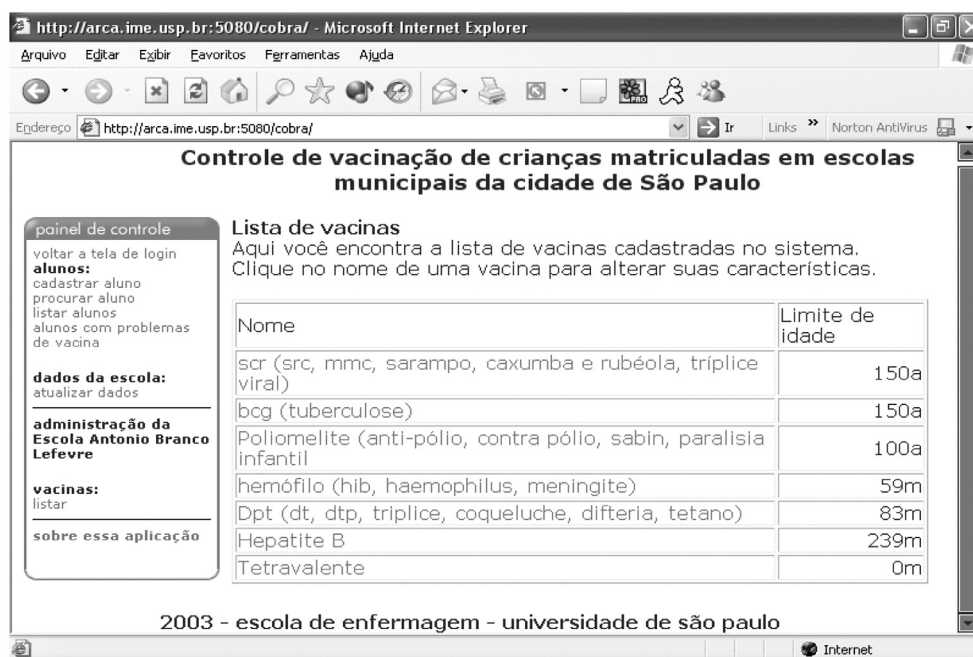 http://arca.ime.usp.br:5080/cobra/ - Microsoft Internet Explorer
Arquivo Editar Exibir Favoritos Ferramentas Ajuda
PRO
Endereço http://arca.ime.usp.br:5080/cobra/ Ir Links » Norton AntiVirus
Controle de vacinação de crianças matriculadas em escolas
municipais da cidade de São Paulo
painel de controle
voltar a tela de login
alunos:
cadastrar aluno
procurar aluno
listar alunos
alunos com problemas
de vacina
dados da escola:
atualizar dados
administração da
Escola Antonio Branco
Lefevre
vacinas:
listar
sobre essa aplicação
Lista de vacinas
Aqui você encontra a lista de vacinas cadastradas no sistema.
Clique no nome de uma vacina para alterar suas características.
Nome
Limite de
idade
scr (src, mmc, sarampo, caxumba e rubéola, tríplice
viral)
150a
bcg (tuberculose) 150a
Poliomelite (anti-pólio, contra pólio, sabin, paralisia
infantil
100a
hemófilo (hib, haemophilus, meningite) 59m
Dpt (dt, dtp, triplice, coqueluche, difteria, tetano) 83m
Hepatite B 239m
Tetravalente 0m
2003 - escola de enfermagem - universidade de são paulo
Internet